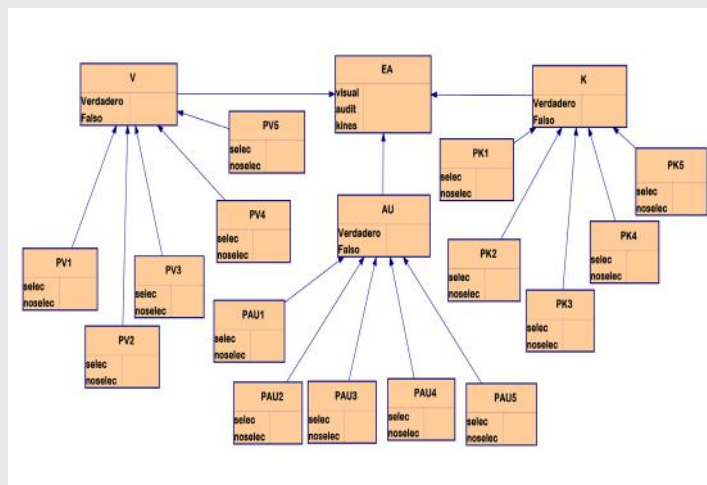 V
Verdadero
Falso
EA
visual
audit
kines
K
Verdadero
Falso
PV5
selec
noselec
PK1
selec
noselec
PK5
selec
noselec
PV4
selec
noselec
AU
Verdadero
Falso
PK4
selec
noselec
PV1
selec
noselec
PV3
selec
noselec
PK2
selec
noselec
PV2
selec
noselec
PAU1
selec
noselec
PK3
selec
noselec
PAU2
selec
noselec
PAU3
selec
noselec
PAU4
selec
noselec
PAU5
selec
noselec